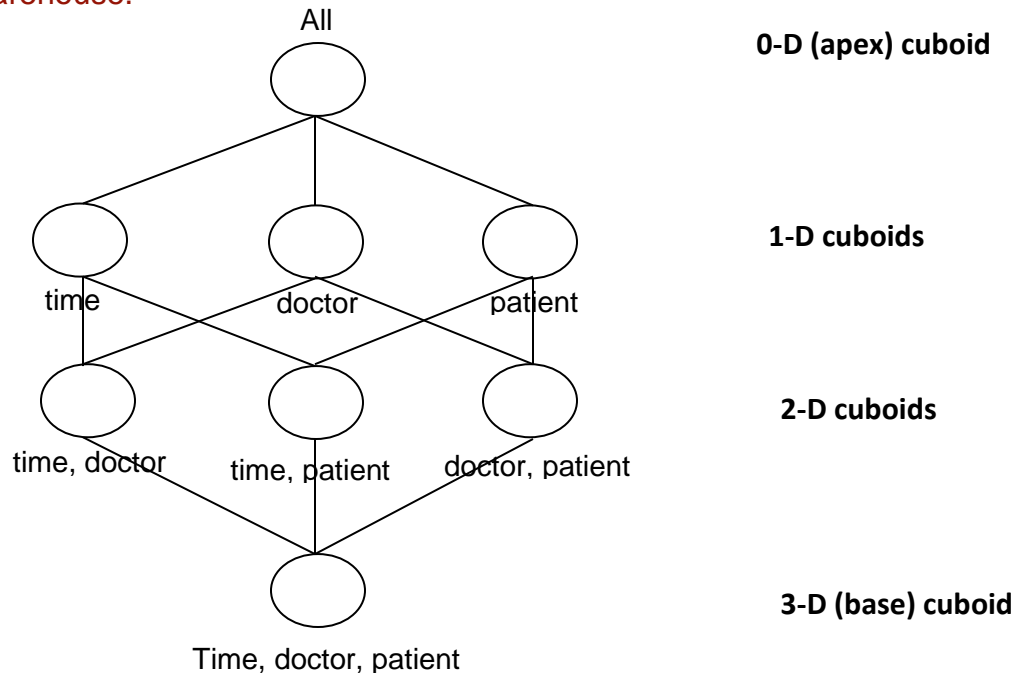 All
0-D (apex) cuboid
time
doctor
patient
1-D cuboids
time, doctor
time, patient
doctor, patient
2-D cuboids
Time, doctor, patient
3-D (base) cuboid